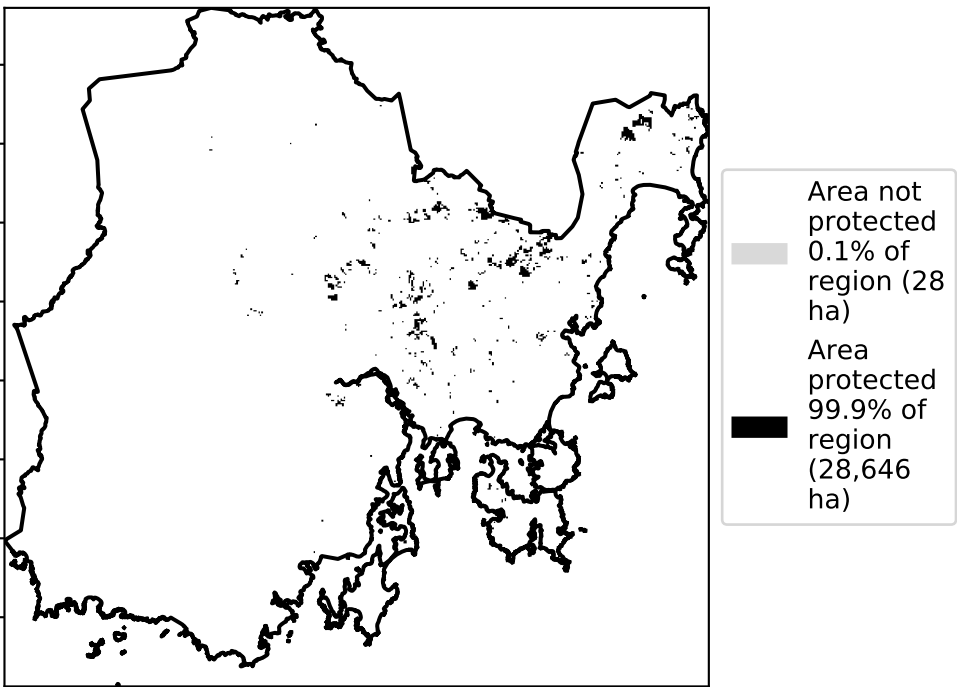 Area not
protected
0.1% of
region (28
ha)
Area
protected
99.9% of
region
(28,646
ha)